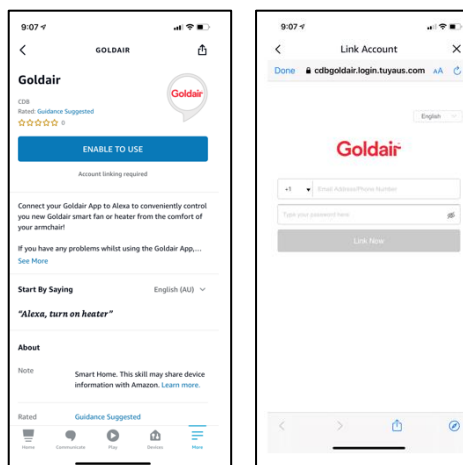 9:07
GOLDAIR
Goldair
Goldair
CDB
Rated: Guidance Suggested
0
ENABLE TO USE
Account linking required
Connect your Goldair App to Alexa to conveniently control
you new Goldair smart fan or heater from the comfort of
your armchair!
If you have any problems whilst using the Goldair App,...
See More
Start By Saying English (AU)
"Alexa, turn on heater"
About
Note Smart Home. This skill may share device
information with Amazon. Learn more.
Rated Guidance Suggested
Home Communicate Play Devices More
9:07
Link Account
Done cdbgoldair.login.tuyaus.com AA
English
Goldair
+1 Email Address/Phone Number
Type your password here
Link Now